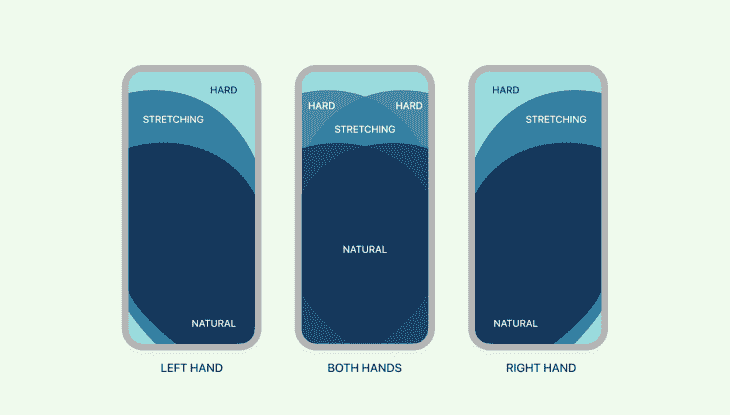 HARD
STRETCHING
NATURAL
LEFT HAND
HARD
HARD
STRETCHING
NATURAL
BOTH HANDS
HARD
STRETCHING
NATURAL
RIGHT HAND